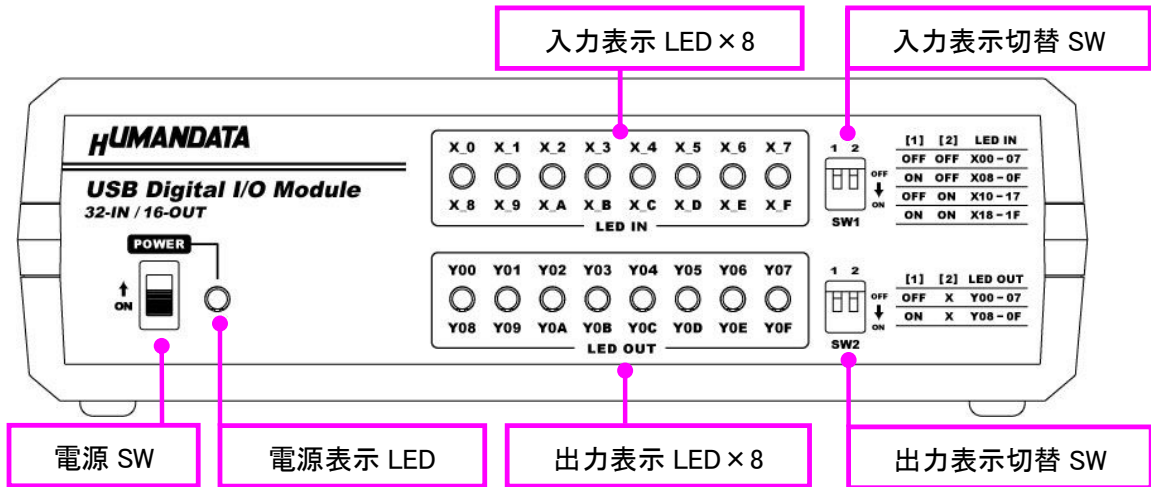 入力表示 LED×8
入力表示切替 SW
HUMANDATA
USB Digital I/O Module
32-IN / 16-OUT
POWER
↑
ON
X_0 X_1 X_2 X_3 X_4 X_5 X_6 X_7
X_8 X_9 X_A X_B X_C X_D X_E X_F
LED IN
1 2
OFF
↓
ON
SW1
[1] [2] LED IN
OFF OFF X00-07
ON OFF X08-0F
OFF ON X10-17
ON ON X18-1F
Y00 Y01 Y02 Y03 Y04 Y05 Y06 Y07
Y08 Y09 Y0A Y0B Y0C Y0D Y0E Y0F
LED OUT
1 2
OFF
↓
ON
SW2
[1] [2] LED OUT
OFF X Y00-07
ON X Y08-0F
電源 SW
電源表示 LED
出力表示 LED×8
出力表示切替 SW